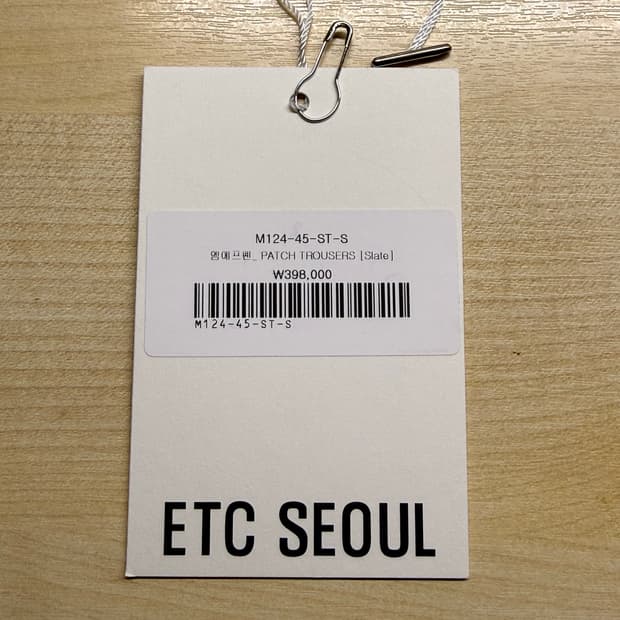 M124-45-ST-S
엠에프펜_ PATCH TROUSERS [Slate]
₩398,000
M124-45-ST-S
ETC SEOUL